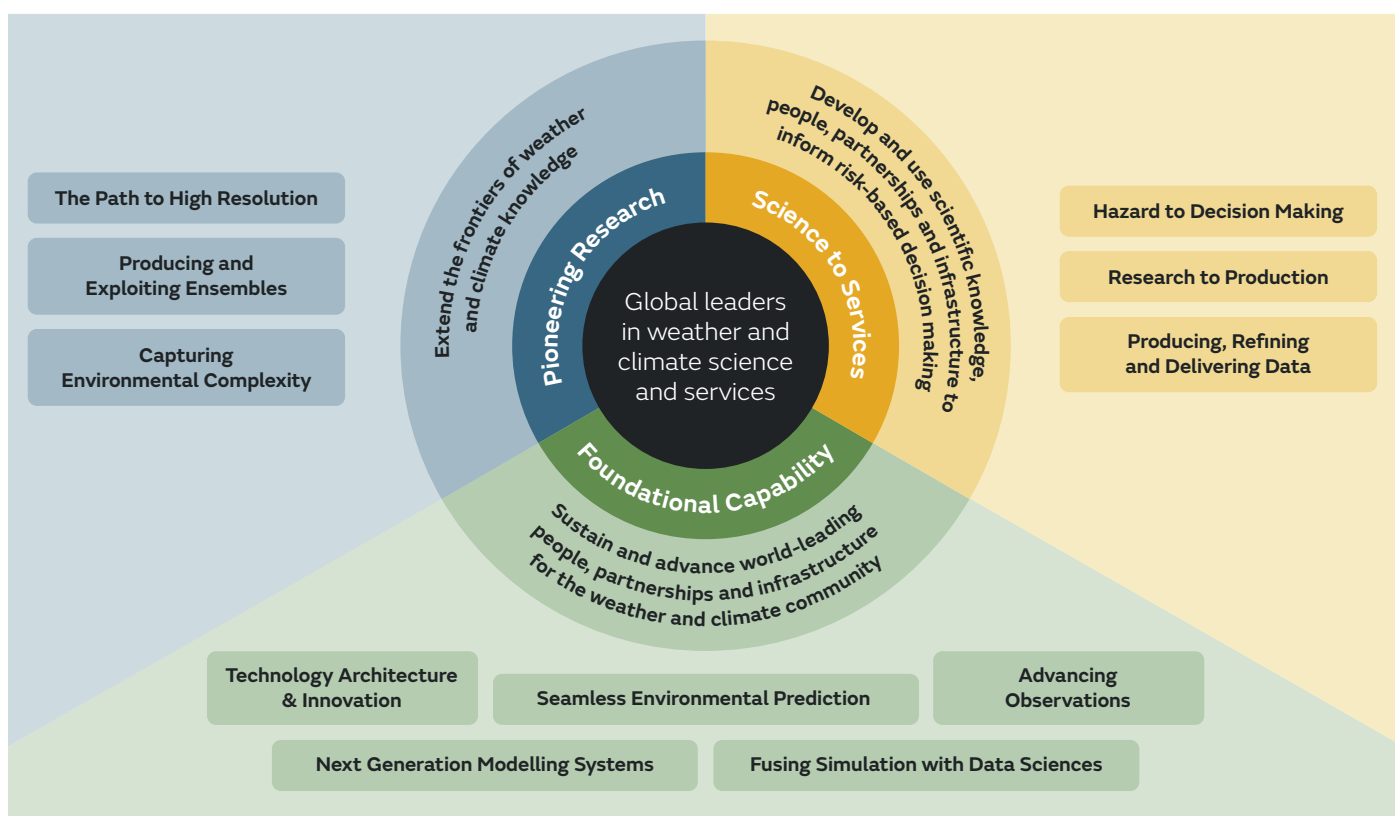 Global leaders
in weather and
climate science
and services
Pioneering Research
Extend the frontiers of weather
and climate knowledge
The Path to High Resolution
Producing and
Exploiting Ensembles
Capturing
Environmental Complexity
Science to Services
Develop and use scientific knowledge,
people, partnerships and infrastructure to
inform risk-based decision making
Hazard to Decision Making
Research to Production
Producing, Refining
and Delivering Data
Foundational Capability
Sustain and advance world-leading
people, partnerships and infrastructure
for the weather and climate community
Technology Architecture
& Innovation
Seamless Environmental Prediction
Advancing
Observations
Next Generation Modelling Systems
Fusing Simulation with Data Sciences